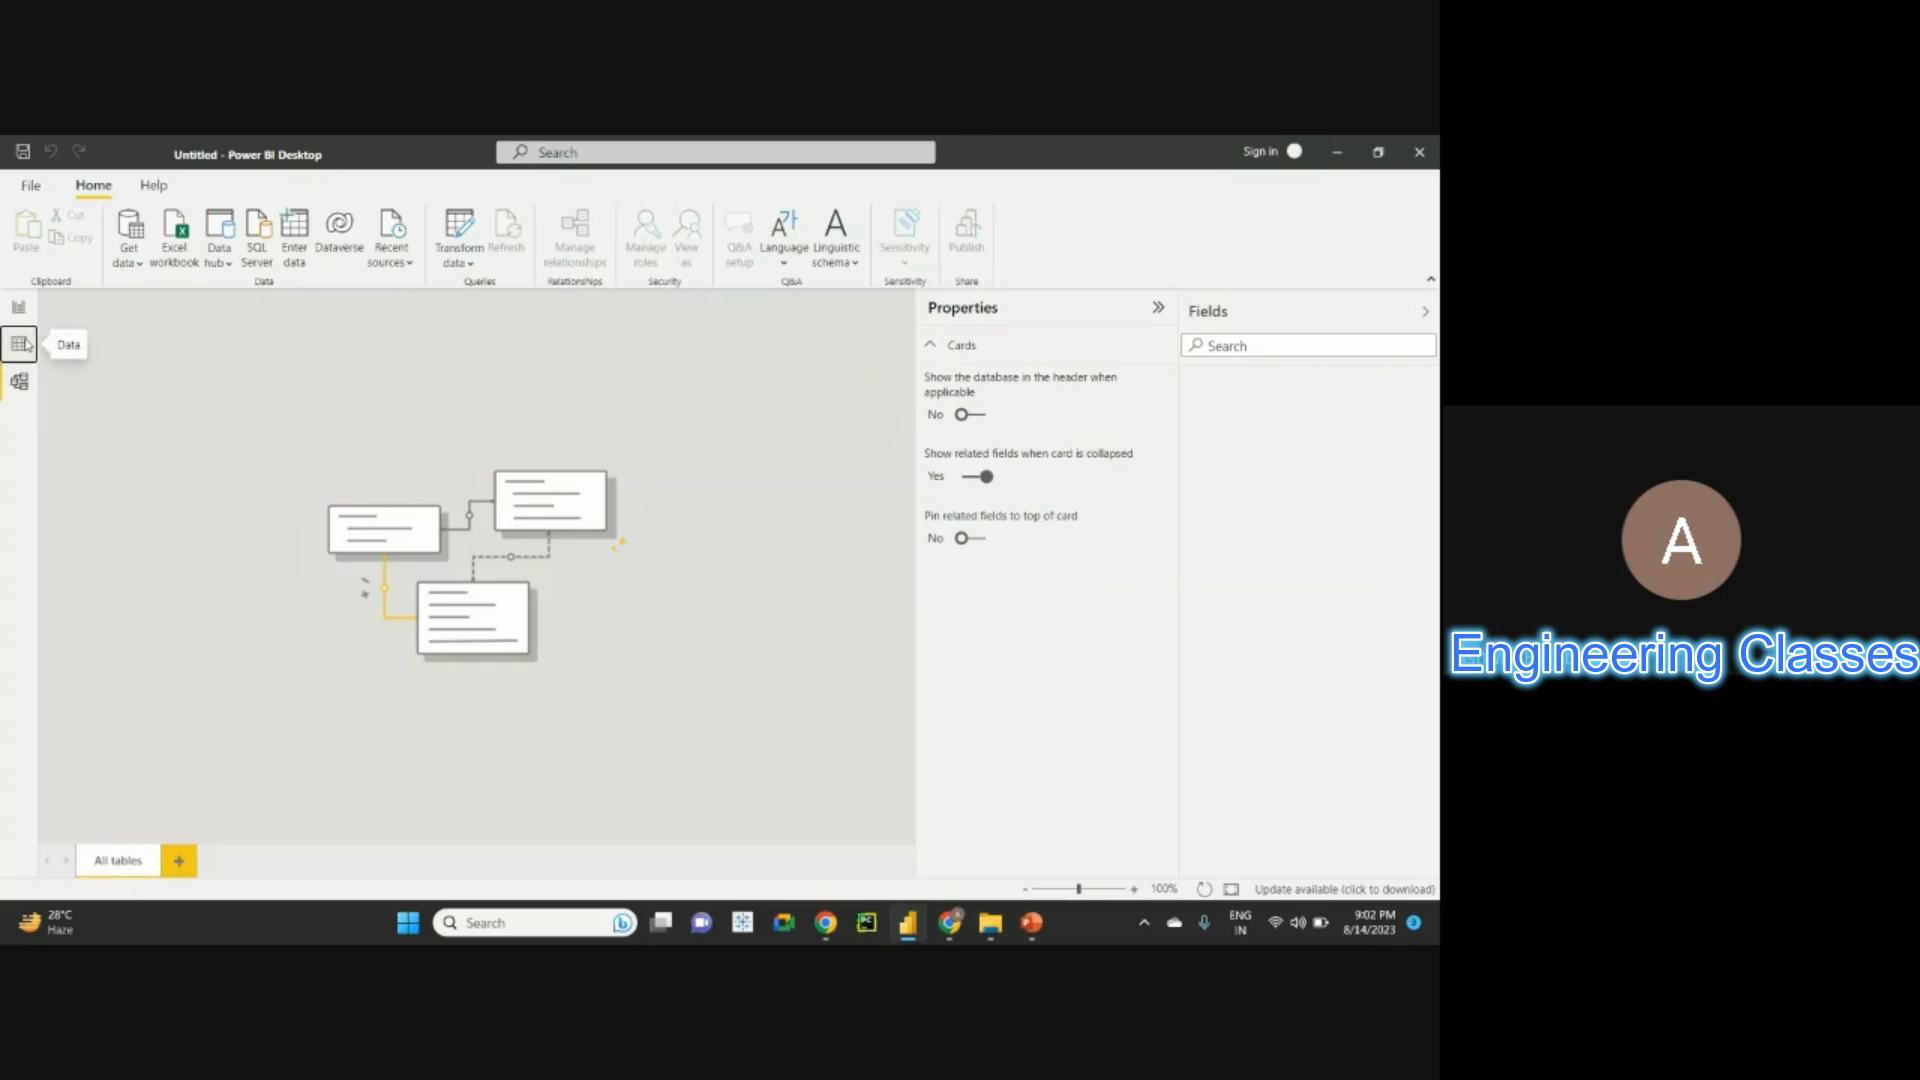 Untitled - Power BI Desktop
Search
Sign in
File
Home
Help
Paste
Cut
Copy
Clipboard
Get data
Excel workbook
Data hub
SQL Server
Enter data
Dataverse
Recent sources
Data
Transform data
Refresh
Queries
Manage relationships
Relationships
Manage roles
View as
Security
Q&A setup
Language
Linguistic schema
Q&A
Sensitivity
Sensitivity
Publish
Share
Data
Properties
Cards
Show the database in the header when
applicable
No
Show related fields when card is collapsed
Yes
Pin related fields to top of card
No
Fields
Search
All tables
+
- + 100%
Update available (click to download)
28°C
Haze
Search
ENG
IN
9:02 PM
8/14/2023
3
A
Engineering Classes